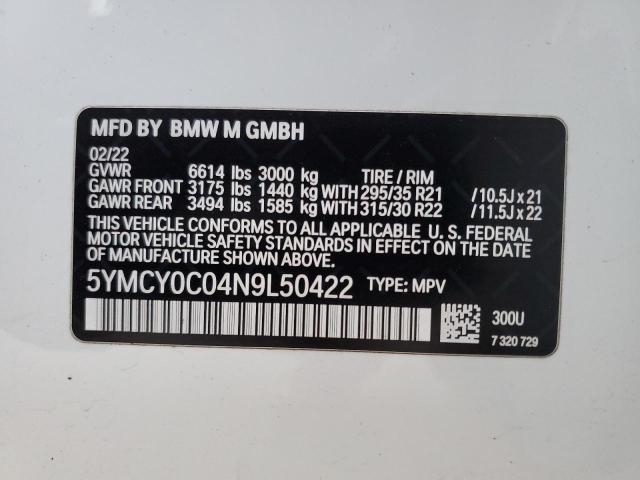 MFD BY BMW M GMBH
02/22
GVWR 6614 lbs 3000 kg TIRE / RIM
GAWR FRONT 3175 lbs 1440 kg WITH 295/35 R21 /10.5J x 21
GAWR REAR 3494 lbs 1585 kg WITH 315/30 R22 /11.5J x 22
THIS VEHICLE CONFORMS TO ALL APPLICABLE U. S. FEDERAL
MOTOR VEHICLE SAFETY STANDARDS IN EFFECT ON THE DATE
OF MANUFACTURE SHOWN ABOVE.
5YMCY0C04N9L50422 TYPE: MPV
300U
7 320 729